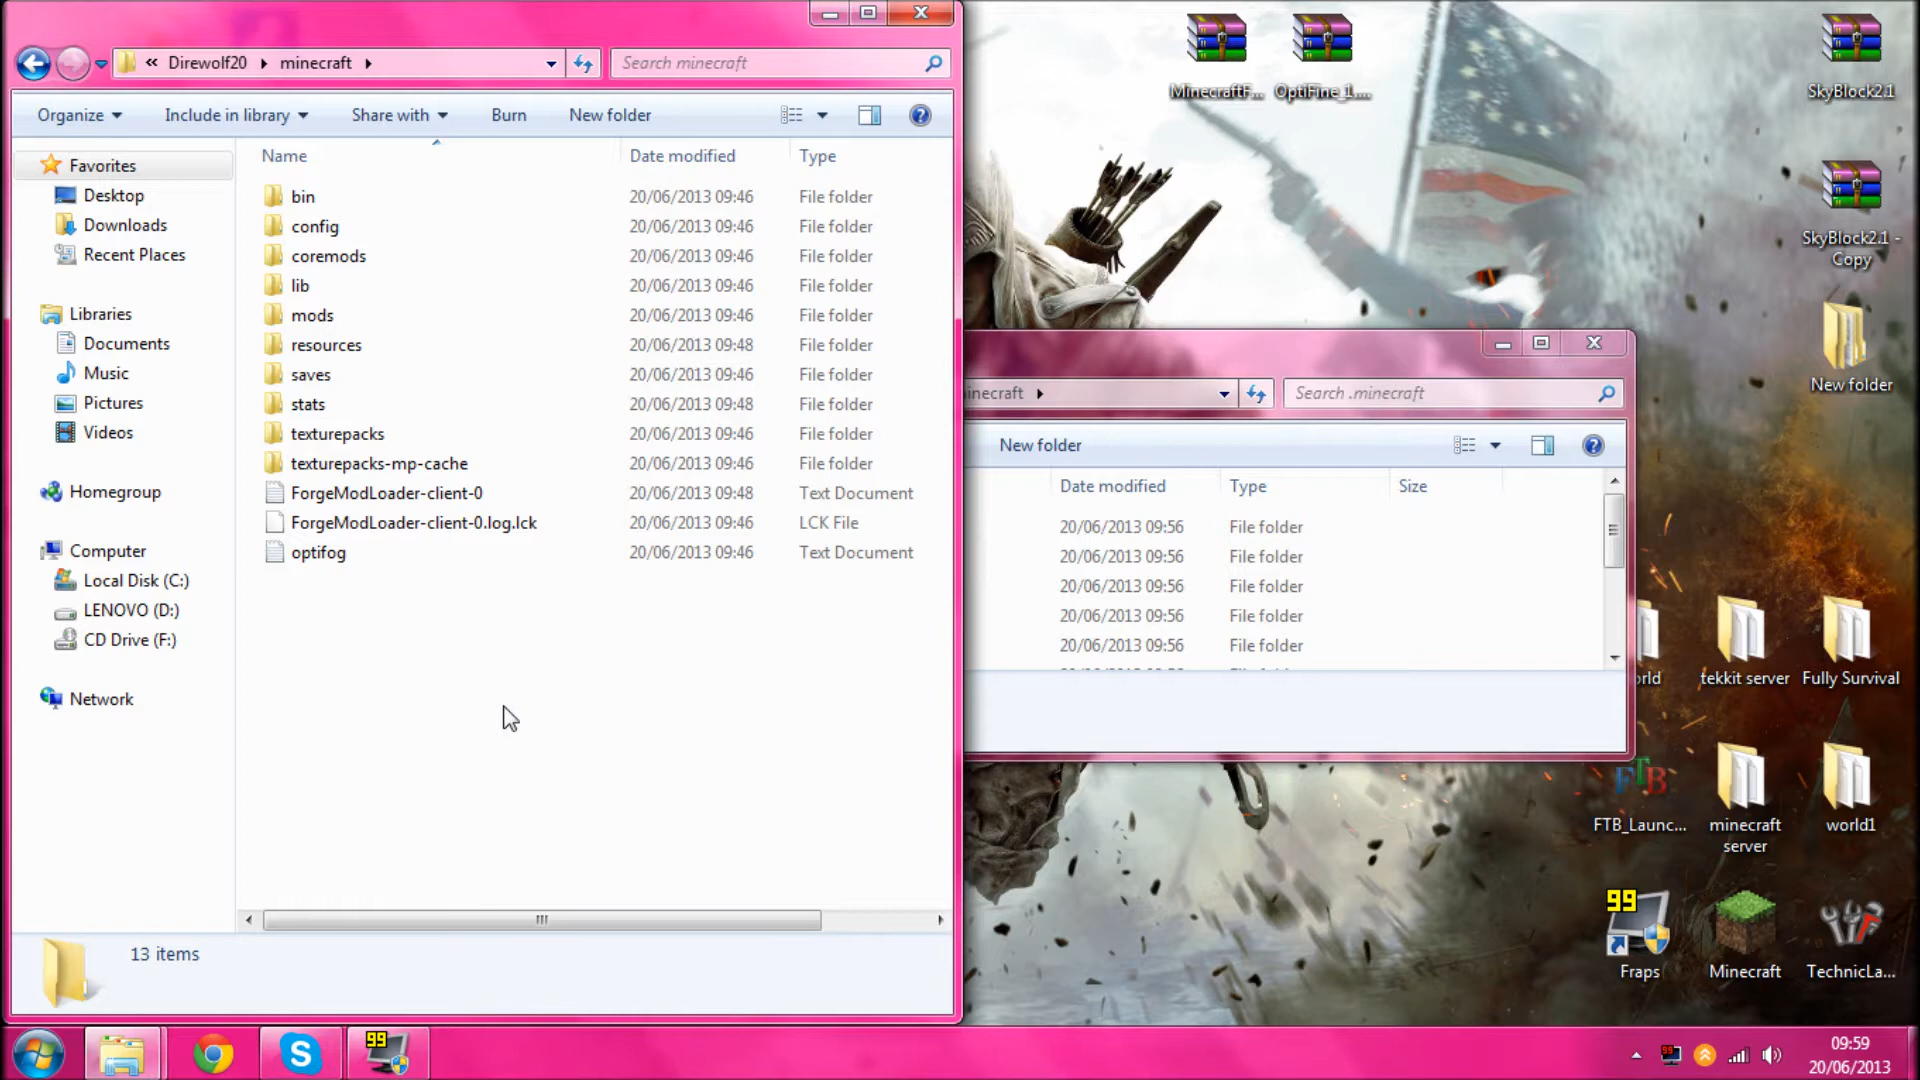 « Direwolf20 minecraft
Search minecraft
Organize
Include in library
Share with
Burn
New folder
Name
Date modified
Type
Favorites
Desktop
Downloads
Recent Places
Libraries
Documents
Music
Pictures
Videos
Homegroup
Computer
Local Disk (C:)
LENOVO (D:)
CD Drive (F:)
Network
bin 20/06/2013 09:46 File folder
config 20/06/2013 09:46 File folder
coremods 20/06/2013 09:46 File folder
lib 20/06/2013 09:46 File folder
mods 20/06/2013 09:46 File folder
resources 20/06/2013 09:48 File folder
saves 20/06/2013 09:46 File folder
stats 20/06/2013 09:48 File folder
texturepacks 20/06/2013 09:46 File folder
texturepacks-mp-cache 20/06/2013 09:46 File folder
ForgeModLoader-client-0 20/06/2013 09:48 Text Document
ForgeModLoader-client-0.log.lck 20/06/2013 09:46 LCK File
optifog 20/06/2013 09:46 Text Document
13 items
inecraft
Search .minecraft
New folder
Date modified
Type
Size
20/06/2013 09:56 File folder
20/06/2013 09:56 File folder
20/06/2013 09:56 File folder
20/06/2013 09:56 File folder
20/06/2013 09:56 File folder
MinecraftF...
OptiFine_1....
SkyBlock2.1
SkyBlock2.1 -
Copy
New folder
rld
tekkit server
Fully Survival
FTB
FTB_Launc...
minecraft
server
world1
99
Fraps
Minecraft
TechnicLa...
99
09:59
20/06/2013